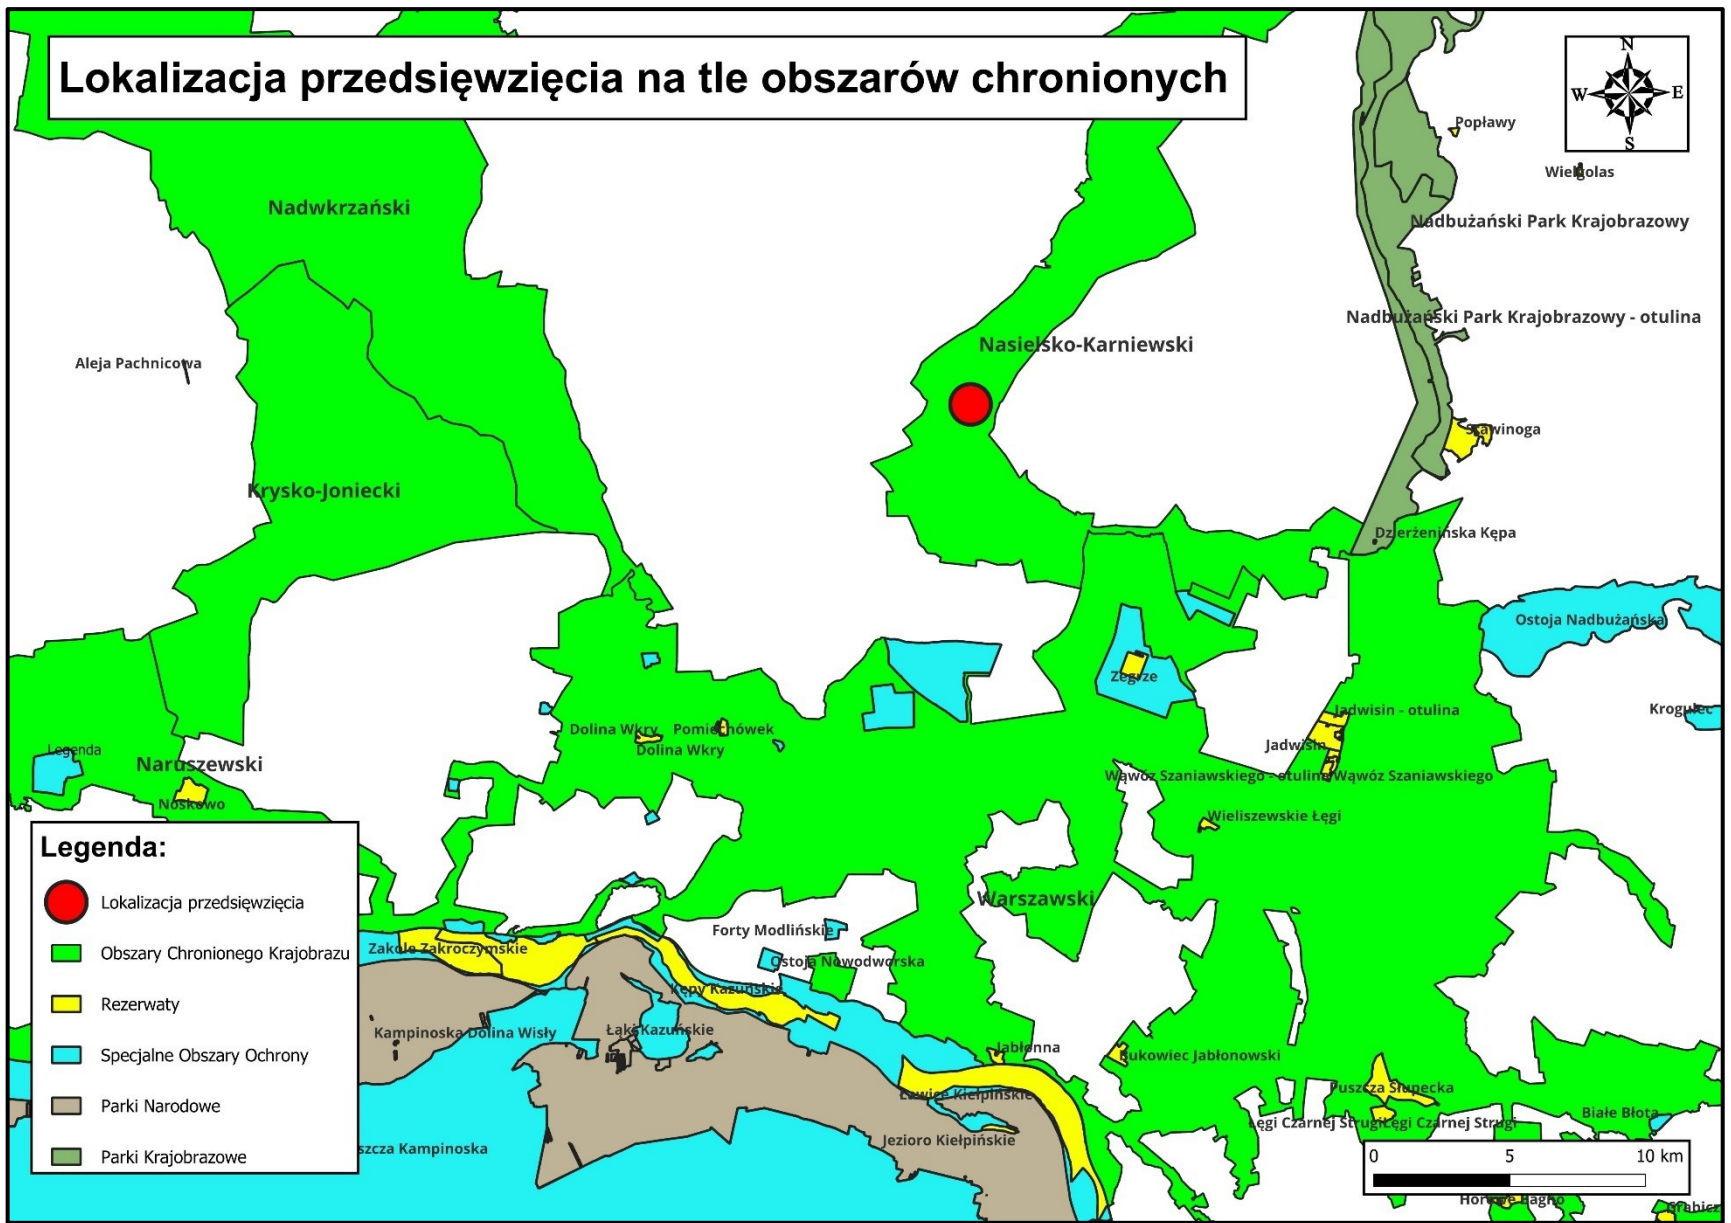 Lokalizacja przedsięwzięcia na tle obszarów chronionych
N
W
E
S
Popławy
Wielgolas
Nadwkrzański
Nadbużański Park Krajobrazowy
Nadbużański Park Krajobrazowy - otulina
Nasielsko-Karniewski
Aleja Pachnicowa
Stawinoga
Krysko-Joniecki
Dzierżenińska Kępa
Ostoja Nadbużańska
Zegrze
Krogulec
Jadwisin - otulina
Dolina Wkry
Pomiechówek
Dolina Wkry
Jadwisin
Legenda
Naruszewski
Wąwóz Szaniawskiego - otulina
Wąwóz Szaniawskiego
Noskowo
Wieliszewskie Łęgi
Legenda:
Lokalizacja przedsięwzięcia
Obszary Chronionego Krajobrazu
Rezerwaty
Specjalne Obszary Ochrony
Parki Narodowe
Parki Krajobrazowe
Warszawski
Forty Modlińskie
Zakole Zakroczymskie
Ostoja Nowodworska
Kępy Kazuńskie
Kampinoska Dolina Wisły
Łąki Kazuńskie
Jabłonna
Bukowiec Jabłonowski
Puszcza Słupecka
Ławice Kiełpińskie
Białe Błota
Łęgi Czarnej Strugi
Łęgi Czarnej Strugi
Jezioro Kiełpińskie
szcza Kampinoska
0 5 10 km
Horowe Bagno
Grabicz